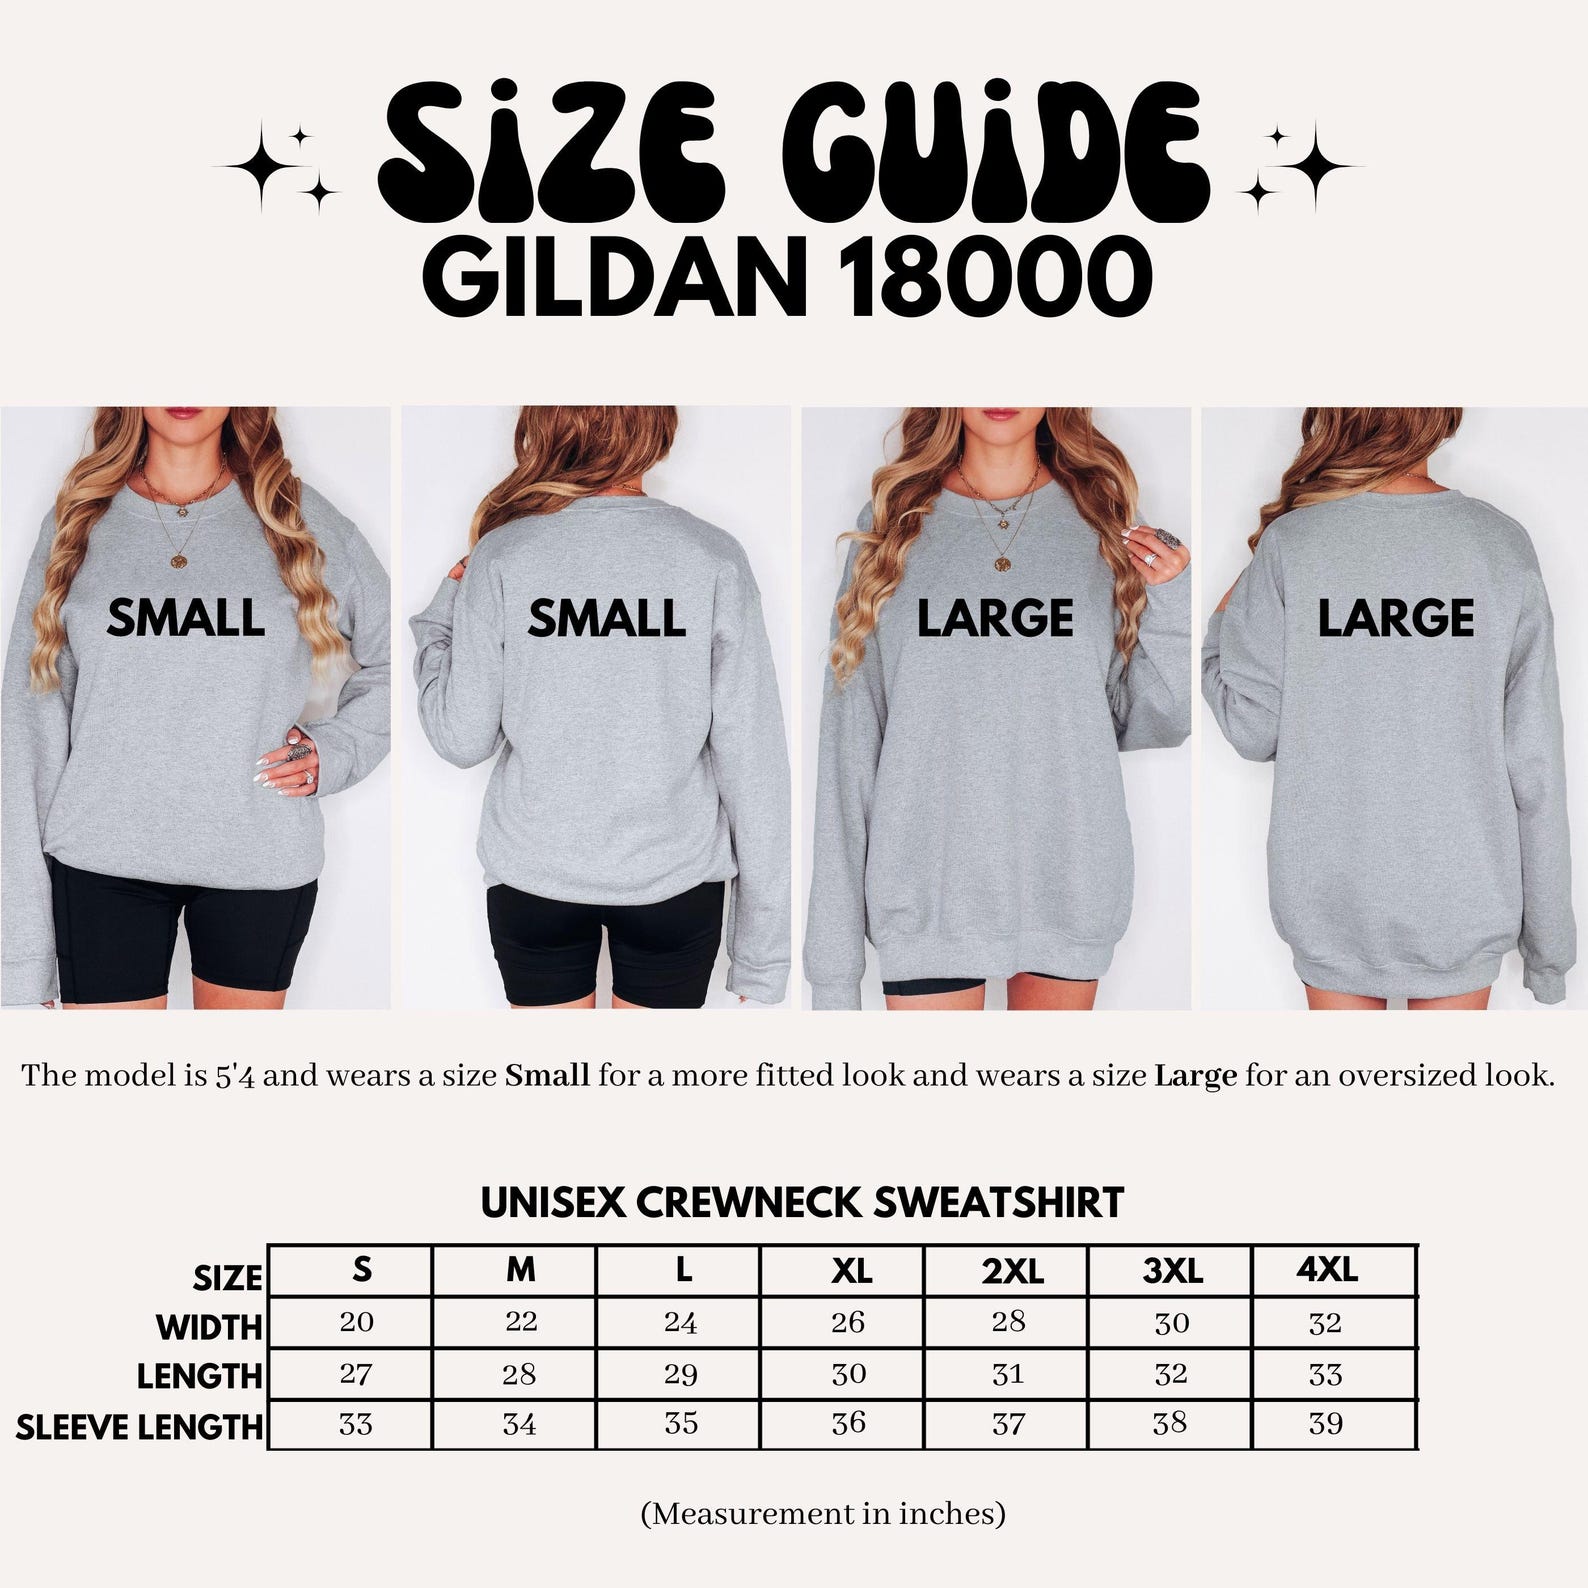 SiZE GUiDE
GILDAN 18000
SMALL SMALL LARGE LARGE
The model is 5'4 and wears a size Small for a more fitted look and wears a size Large for an oversized look.
UNISEX CREWNECK SWEATSHIRT
SIZE S M L XL 2XL 3XL 4XL
WIDTH 20 22 24 26 28 30 32
LENGTH 27 28 29 30 31 32 33
SLEEVE LENGTH 33 34 35 36 37 38 39
(Measurement in inches)